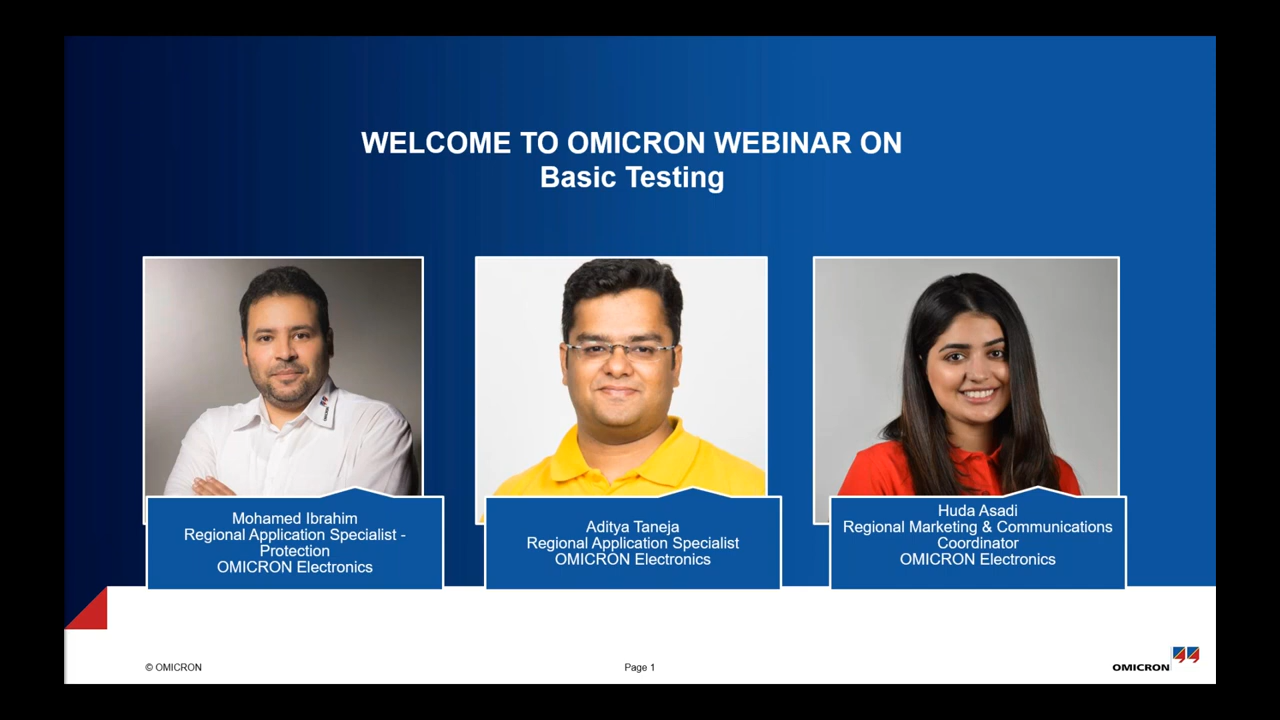 WELCOME TO OMICRON WEBINAR ON
Basic Testing
Mohamed Ibrahim
Regional Application Specialist -
Protection
OMICRON Electronics
Aditya Taneja
Regional Application Specialist
OMICRON Electronics
Huda Asadi
Regional Marketing & Communications
Coordinator
OMICRON Electronics
© OMICRON
Page 1
OMICRON